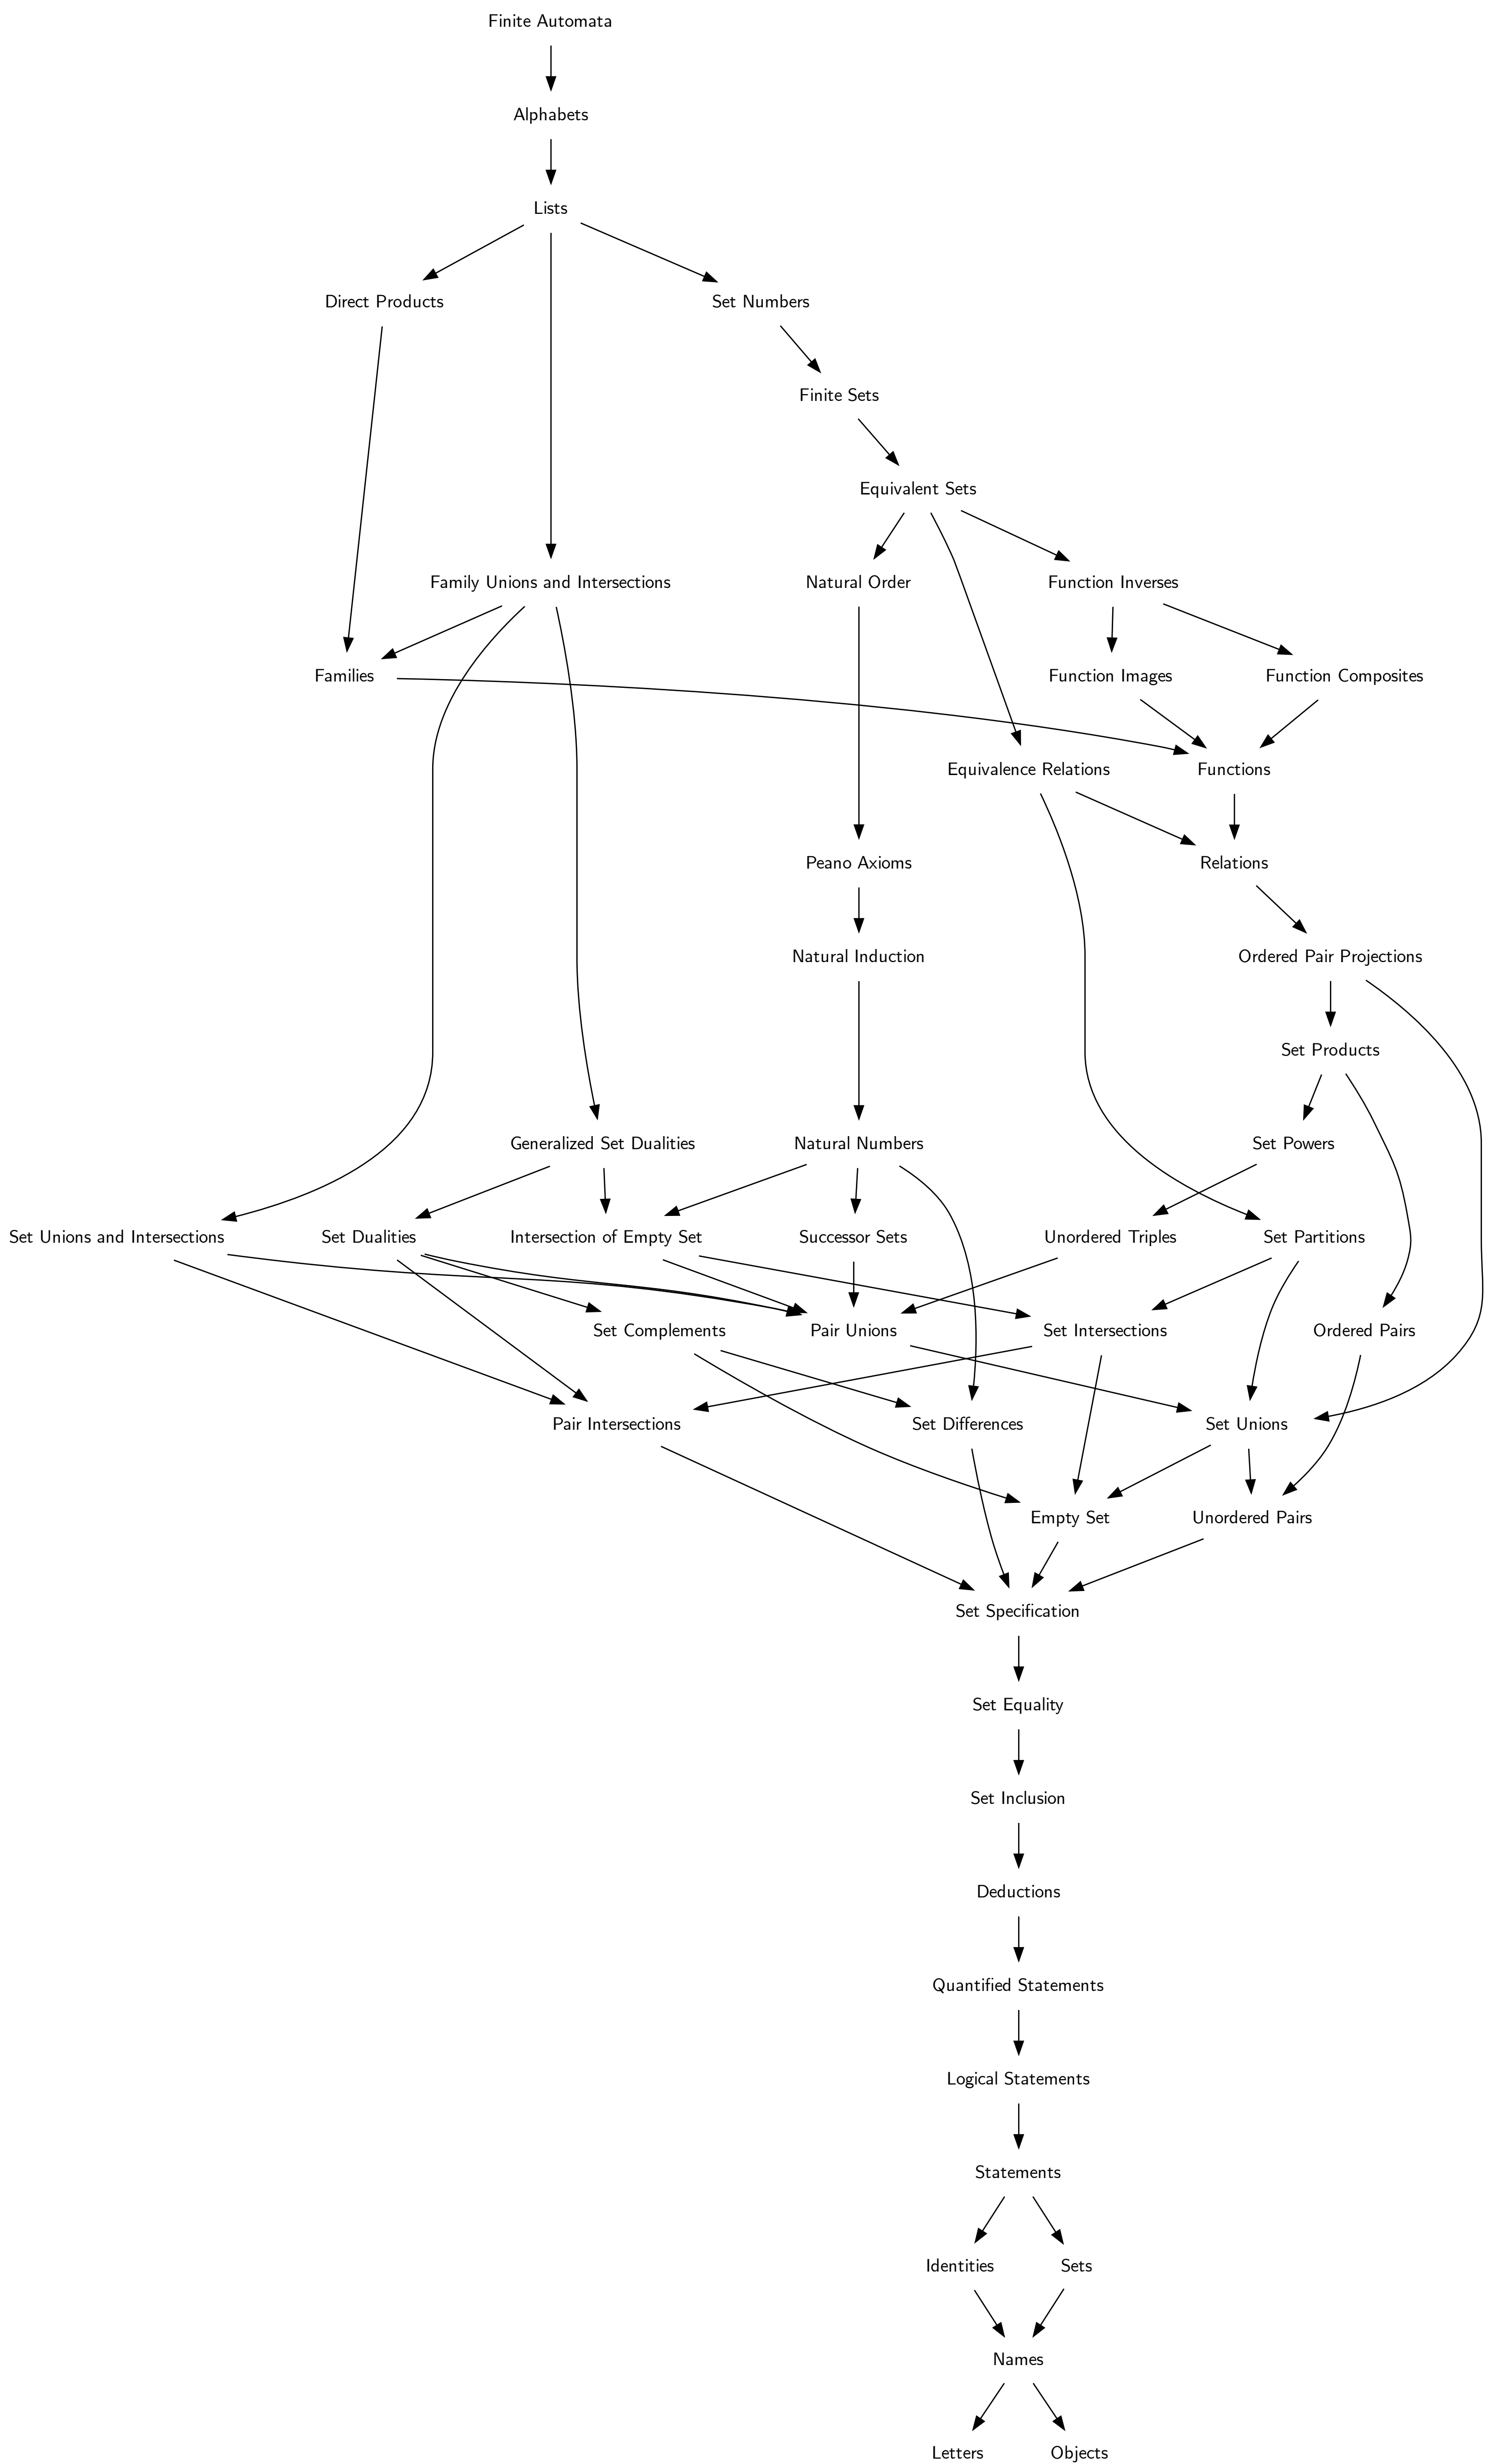 Finite Automata
Alphabets
Lists
Direct Products
Set Numbers
Finite Sets
Equivalent Sets
Family Unions and Intersections
Natural Order
Function Inverses
Families
Function Images
Function Composites
Equivalence Relations
Functions
Peano Axioms
Relations
Natural Induction
Ordered Pair Projections
Set Products
Generalized Set Dualities
Natural Numbers
Set Powers
Set Unions and Intersections
Set Dualities
Intersection of Empty Set
Successor Sets
Unordered Triples
Set Partitions
Set Complements
Pair Unions
Set Intersections
Ordered Pairs
Pair Intersections
Set Differences
Set Unions
Empty Set
Unordered Pairs
Set Specification
Set Equality
Set Inclusion
Deductions
Quantified Statements
Logical Statements
Statements
Identities
Sets
Names
Letters
Objects